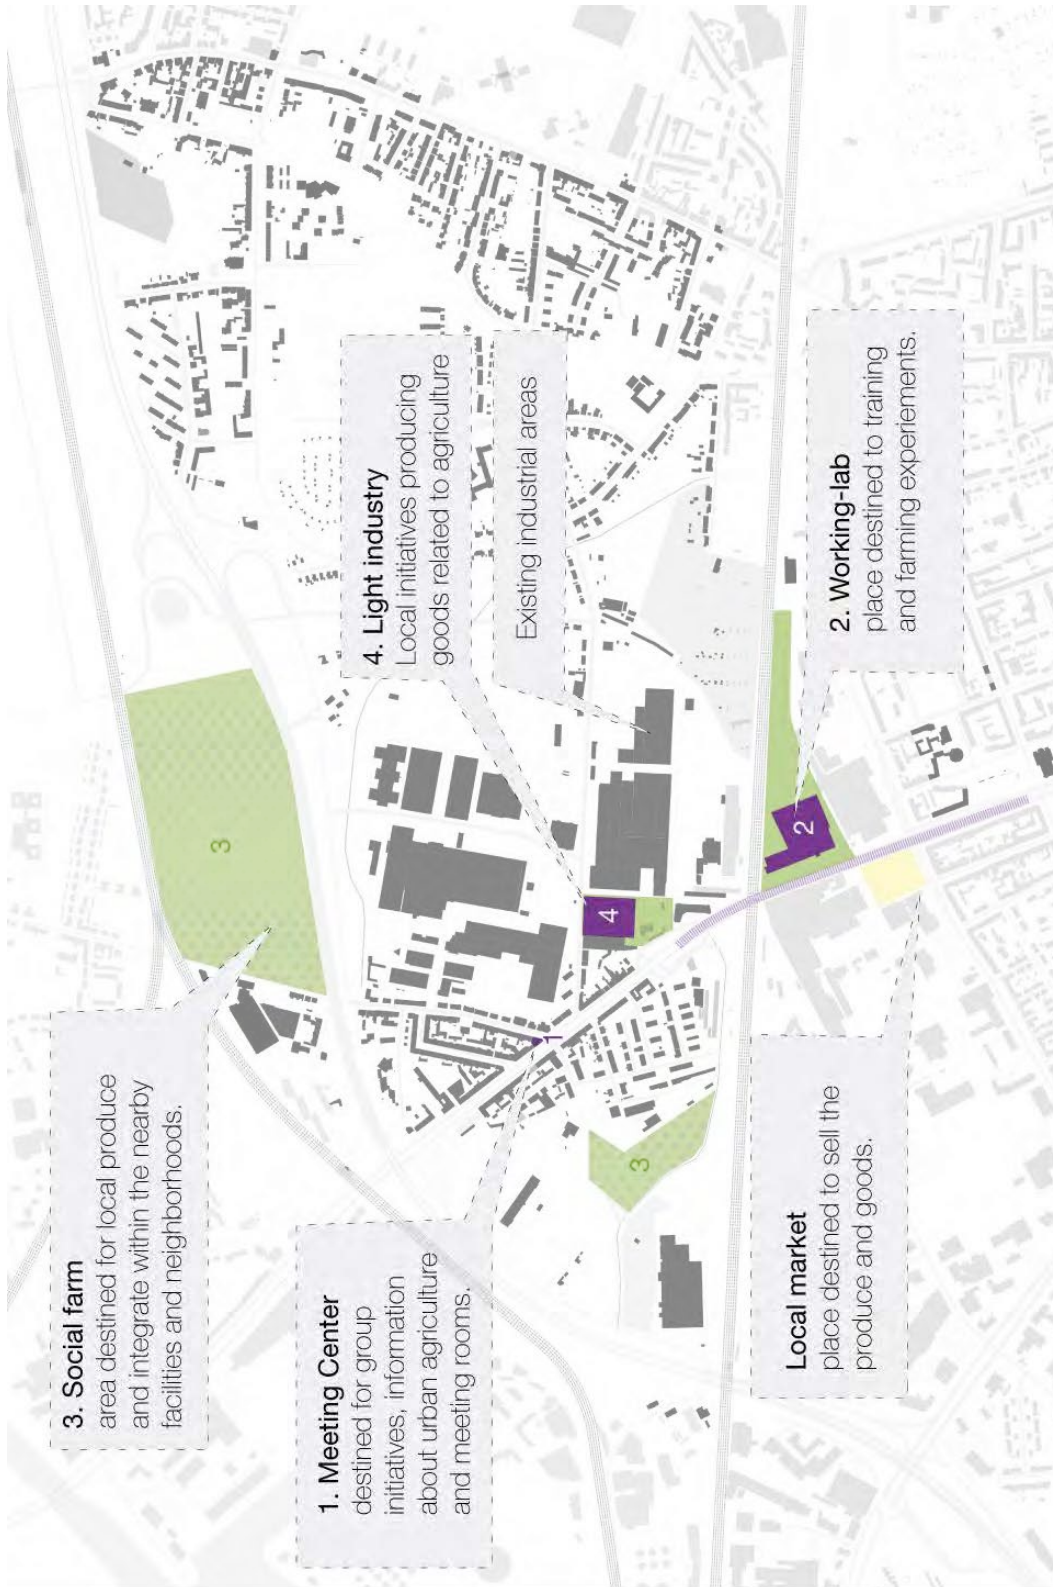 3. Social farm
area destined for local produce
and integrate within the nearby
facilities and neighborhoods.
1. Meeting Center
destined for group
initiatives, information
about urban agriculture
and meeting rooms.
4. Light industry
Local initiatives producing
goods related to agriculture
Existing industrial areas
Local market
place destined to sell the
produce and goods.
2. Working-lab
place destined to training
and farming experiements.
3
3
1
4
2